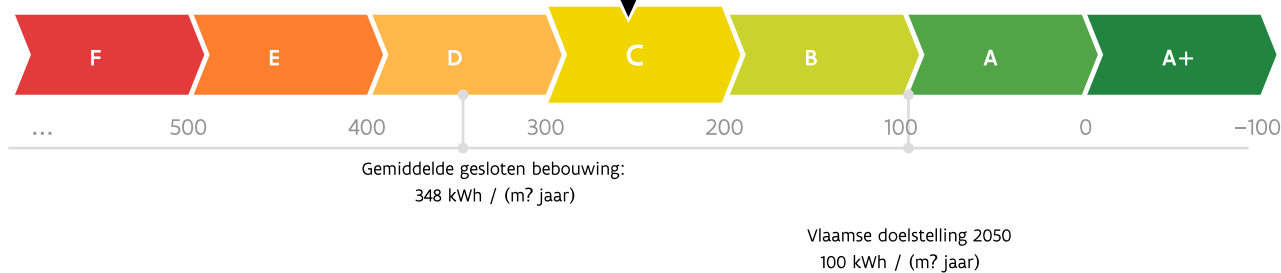 F E D C B A A+
... 500 400 300 200 100 0 −100
Gemiddelde gesloten bebouwing:
348 kWh / (m? jaar)
Vlaamse doelstelling 2050
100 kWh / (m? jaar)